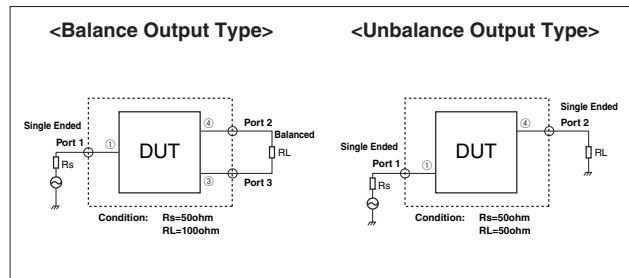 <Balance Output Type>
Single Ended
Port 1
①
Rs
DUT
④
③
Port 2
Balanced
RL
Port 3
Condition: Rs=50ohm
RL=100ohm
<Unbalance Output Type>
Single Ended
Port 1
①
Rs
DUT
④
Single Ended
Port 2
RL
Condition: Rs=50ohm
RL=50ohm